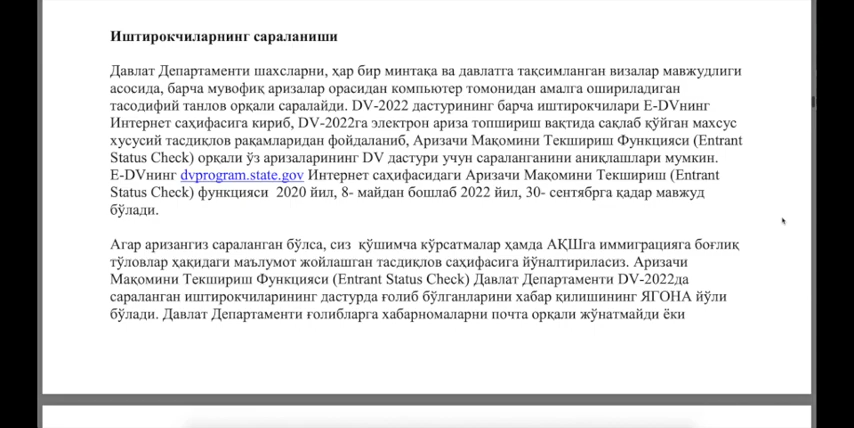 Иштирокчиларнинг сараланиши
Давлат Департаменти шахсларни, ҳар бир минтақа ва давлатга тақсимланган визалар мавжудлиги
асосида, барча мувофиқ аризалар орасидан компьютер томонидан амалга ошириладиган
тасодифий танлов орқали саралайди. DV-2022 дастурининг барча иштирокчилари E-DVнинг
Интернет саҳифасига кириб, DV-2022га электрон ариза топшириш вақтида сақлаб қўйган махсус
хусусий тасдиқлов рақамларидан фойдаланиб, Аризачи Мақомини Текшириш Функцияси (Entrant
Status Check) орқали ўз аризаларининг DV дастури учун сараланганини аниқлашлари мумкин.
E-DVнинг dvprogram.state.gov Интернет саҳифасидаги Аризачи Мақомини Текшириш (Entrant
Status Check) функцияси 2020 йил, 8- майдан бошлаб 2022 йил, 30- сентябрга қадар мавжуд
бўлади.
Агар аризангиз сараланган бўлса, сиз қўшимча кўрсатмалар ҳамда АҚШга иммиграцияга боғлиқ
тўловлар ҳақидаги маълумот жойлашган тасдиқлов саҳифасига йўналтириласиз. Аризачи
Мақомини Текшириш Функцияси (Entrant Status Check) Давлат Департаменти DV-2022да
сараланган иштирокчиларининг дастурда ғолиб бўлганларини хабар қилишининг ЯГОНА йўли
бўлади. Давлат Департаменти ғолибларга хабарномаларни почта орқали жўнатмайди ёки